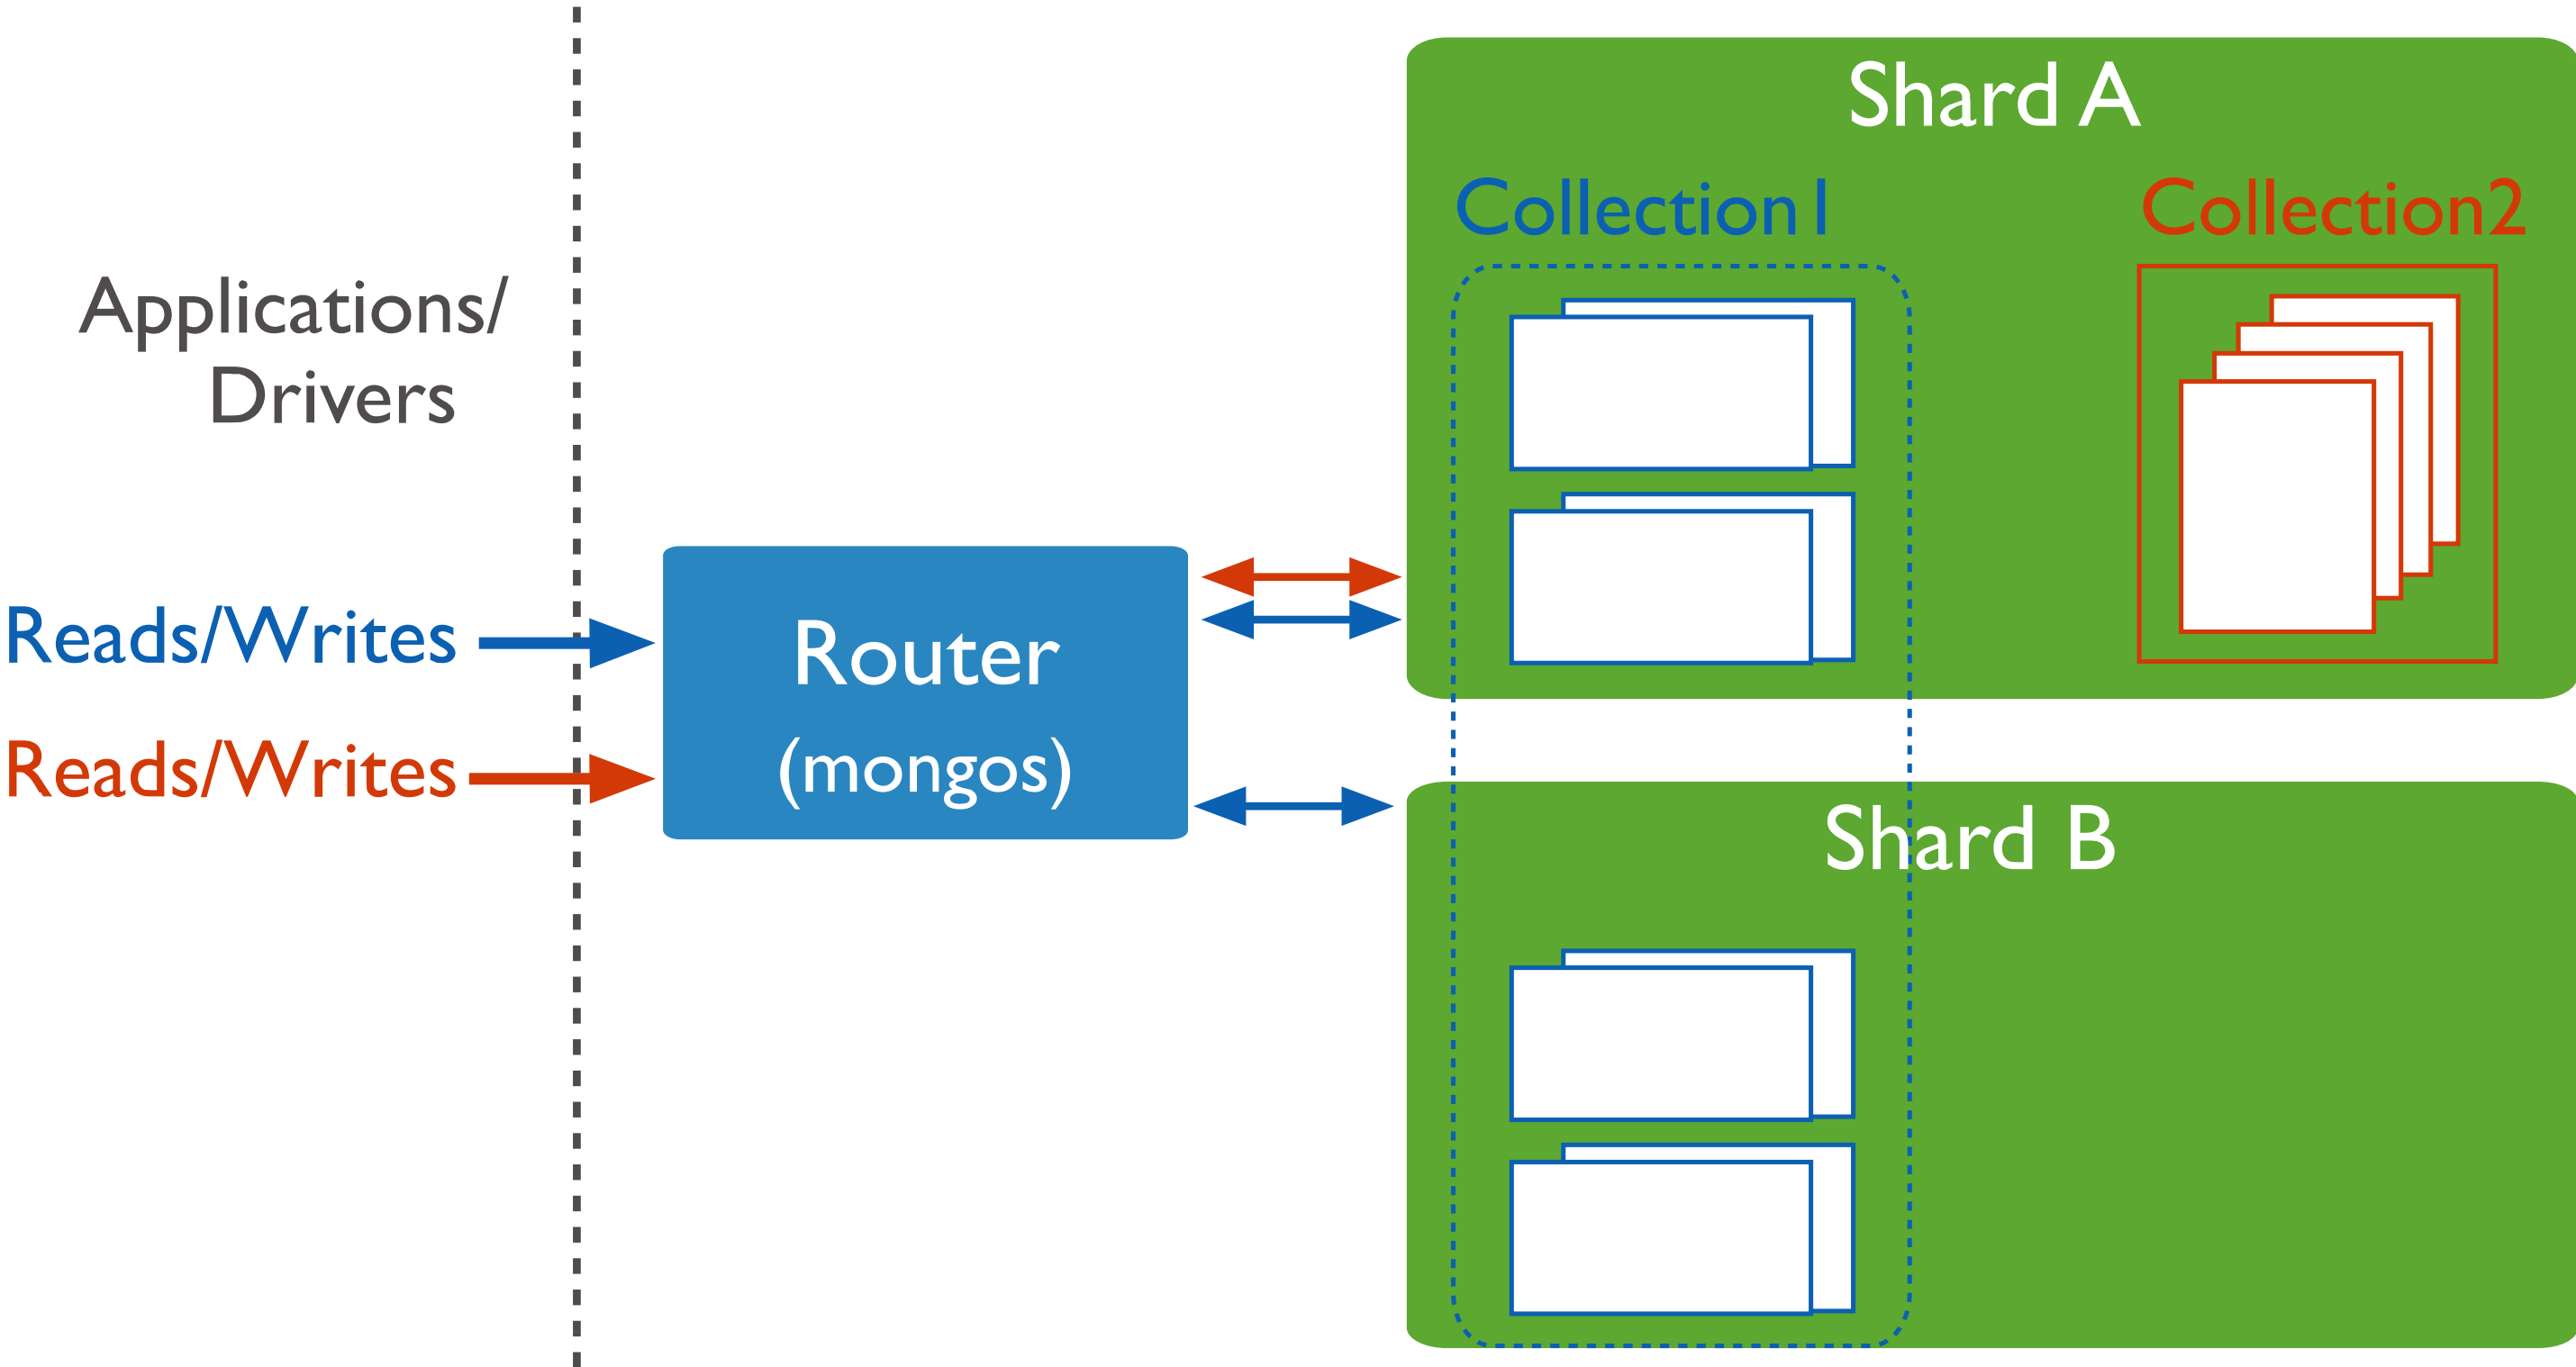 Applications/
Drivers
Reads/Writes
Reads/Writes
Router
(mongos)
Shard A
Collection1
Collection2
Shard B